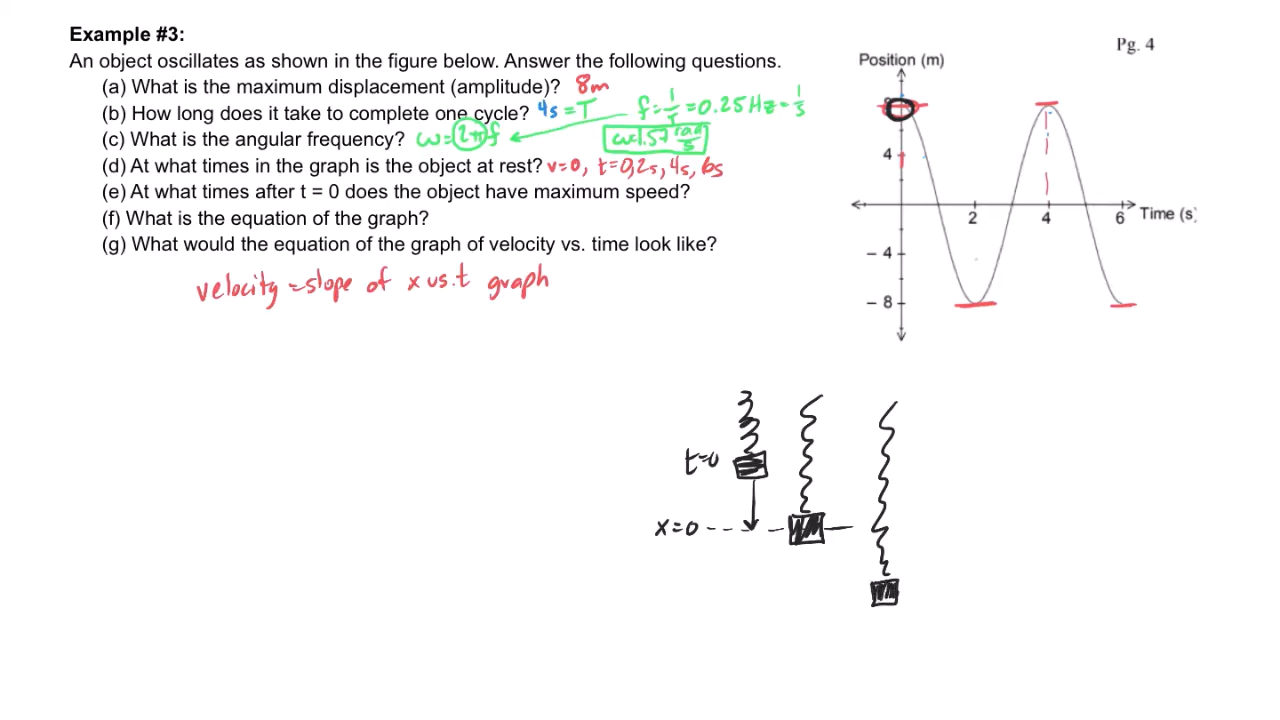 Pg. 4
Example #3:
An object oscillates as shown in the figure below. Answer the following questions.
(a) What is the maximum displacement (amplitude)? 8m
(b) How long does it take to complete one cycle? 4s = T f = 1/T = 0.25 Hz = 1/s
(c) What is the angular frequency? ω = 2π f ω=1.57 rad/s
(d) At what times in the graph is the object at rest? v=0, t=0,2s,4s,6s
(e) At what times after t = 0 does the object have maximum speed?
(f) What is the equation of the graph?
(g) What would the equation of the graph of velocity vs. time look like?
velocity = slope of x vs. t graph
Position (m)
4
2 4 6 Time (s)
– 4
– 8
t=0
x=0